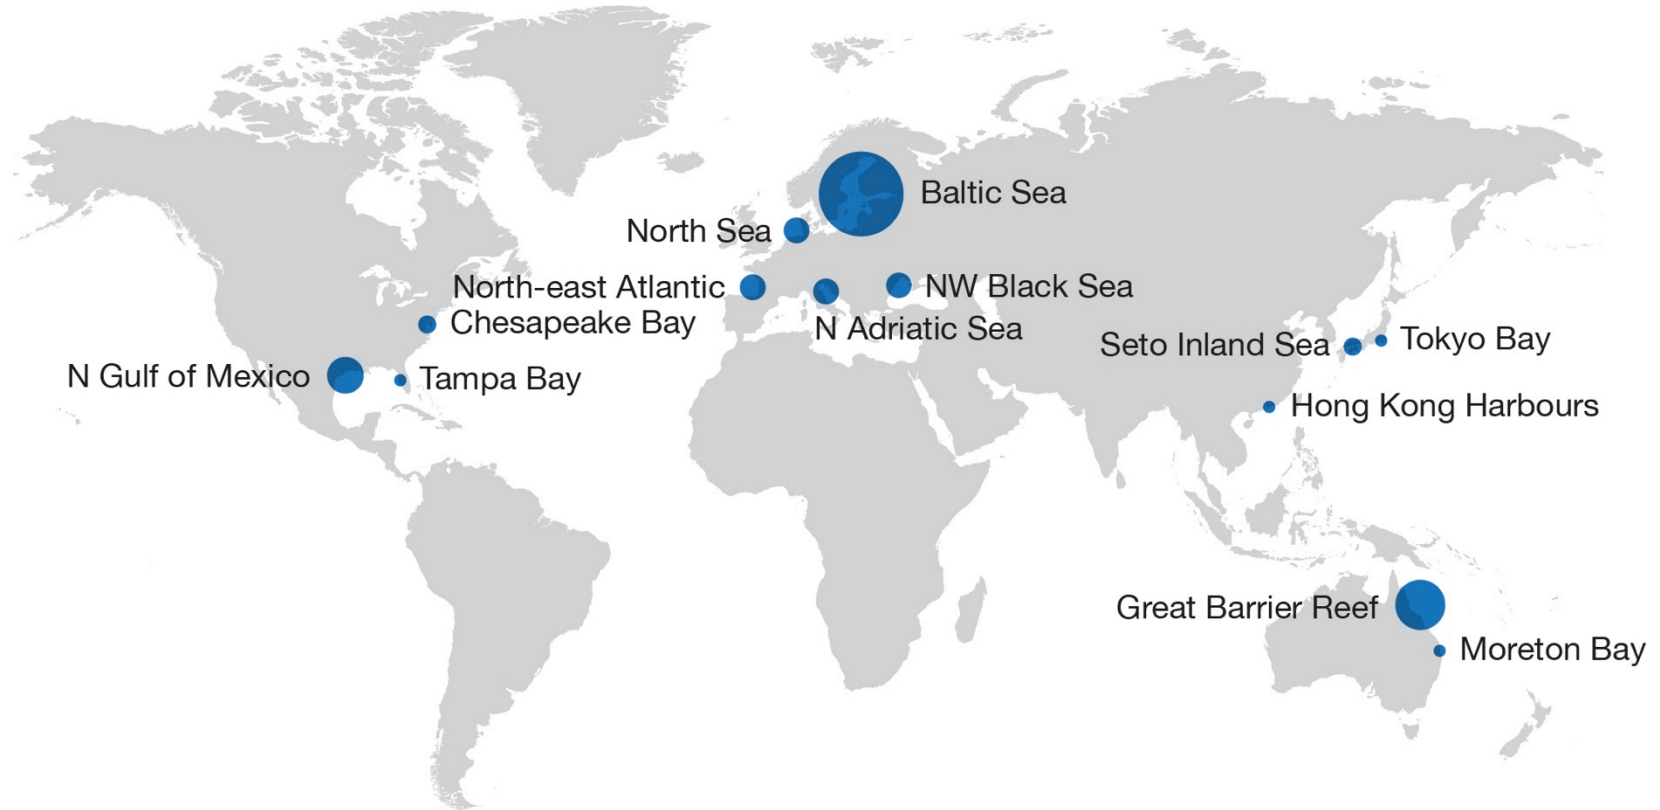 Baltic Sea
North Sea
North-east Atlantic
NW Black Sea
Chesapeake Bay
N Adriatic Sea
Seto Inland Sea
Tokyo Bay
N Gulf of Mexico
Tampa Bay
Hong Kong Harbours
Great Barrier Reef
Moreton Bay